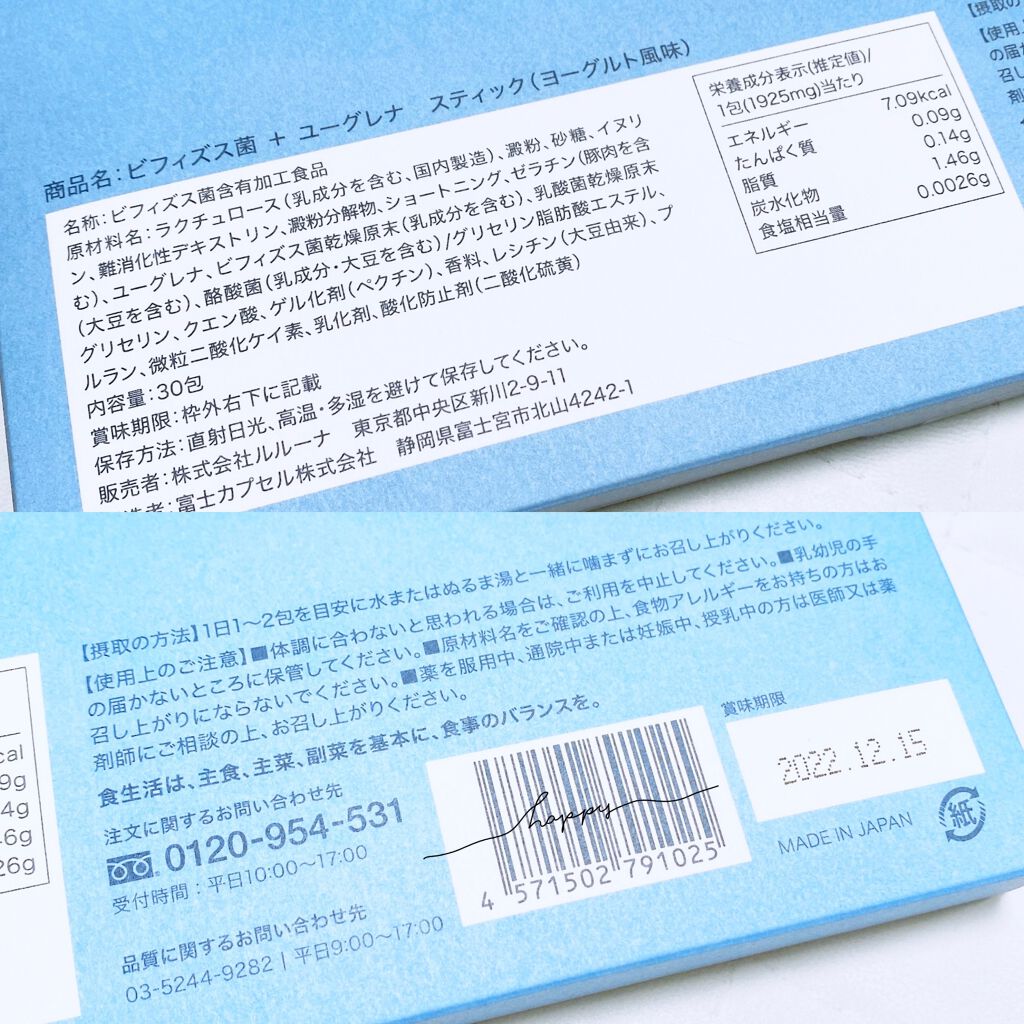 商品名:ビフィズス菌 + ユーグレナ スティック(ヨーグルト風味)
名称:ビフィズス菌含有加工食品
原材料名:ラクチュロース(乳成分を含む、国内製造)、澱粉、砂糖、イヌリ
ン、難消化性デキストリン、澱粉分解物、ショートニング、ゼラチン(豚肉を含
む)、ユーグレナ、ビフィズス菌乾燥原末(乳成分を含む)、乳酸菌乾燥原末
(大豆を含む)、酪酸菌(乳成分・大豆を含む)/グリセリン脂肪酸エステル、
グリセリン、クエン酸、ゲル化剤(ペクチン)、香料、レシチン(大豆由来)、プ
ルラン、微粒二酸化ケイ素、乳化剤、酸化防止剤(二酸化硫黄)
内容量:30包
賞味期限:枠外右下に記載
保存方法:直射日光、高温・多湿を避けて保存してください。
販売者:株式会社ルルーナ 東京都中央区新川2-9-11
造者:富士カプセル株式会社 静岡県富士宮市北山4242-1
栄養成分表示(推定値)/
1包(1925mg)当たり
エネルギー 7.09kcal
たんぱく質 0.09g
脂質 0.14g
炭水化物 1.46g
食塩相当量 0.0026g
【摂取の
【使用上
の届か
召し
剤
【摂取の方法】1日1〜2包を目安に水またはぬるま湯と一緒に噛まずにお召し上がりください。
【使用上のご注意】■体調に合わないと思われる場合は、ご利用を中止してください。■乳幼児の手
の届かないところに保管してください。■原材料名をご確認の上、食物アレルギーをお持ちの方はお
召し上がりにならないでください。■薬を服用中、通院中または妊娠中、授乳中の方は医師又は薬
剤師にご相談の上、お召し上がりください。
食生活は、主食、主菜、副菜を基本に、食事のバランスを。
注文に関するお問い合わせ先
0120-954-531
受付時間:平日10:00〜17:00
品質に関するお問い合わせ先
03-5244-9282 | 平日9:00〜17:00
happy
4 571502 791025
賞味期限
2022.12.15
MADE IN JAPAN
紙
cal
9g
4g
46g
26g